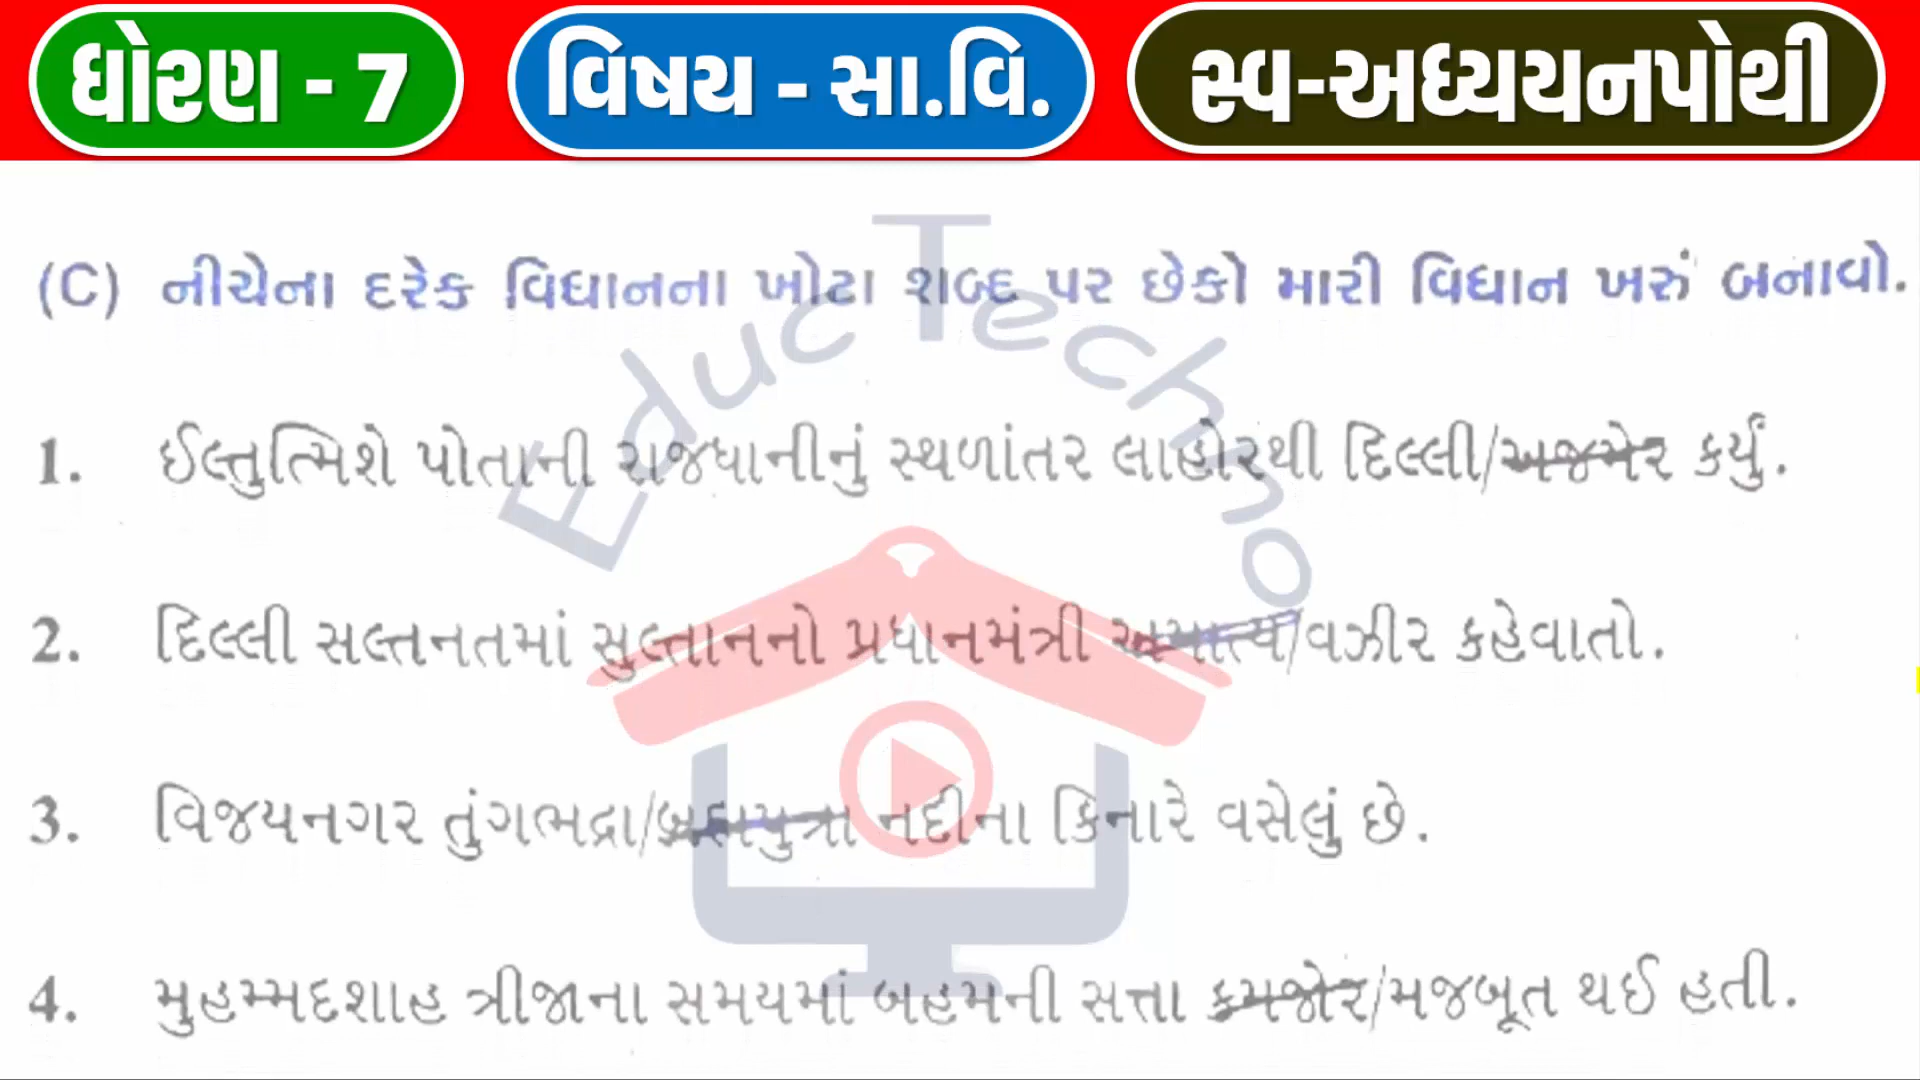 ધોરણ - 7 વિષય - સા.વિ. સ્વ-અધ્યયનપોથી
(C) નીચેના દરેક વિધાનના ખોટા શબ્દ પર છેકો મારી વિધાન ખરું બનાવો.
1. ઈલ્તુત્મિશે પોતાની રાજધાનીનું સ્થળાંતર લાહોરથી દિલ્લી/અજમેર કર્યું.
2. દિલ્લી સલ્તનતમાં સુલ્તાનનો પ્રધાનમંત્રી અમાત્ય/વઝીર કહેવાતો.
3. વિજયનગર તુંગભદ્રા/બ્રહ્મપુત્રા નદીના કિનારે વસેલું છે.
4. મુહમ્મદશાહ ત્રીજાના સમયમાં બહમની સત્તા કમજોર/મજબૂત થઈ હતી.
EducTechno